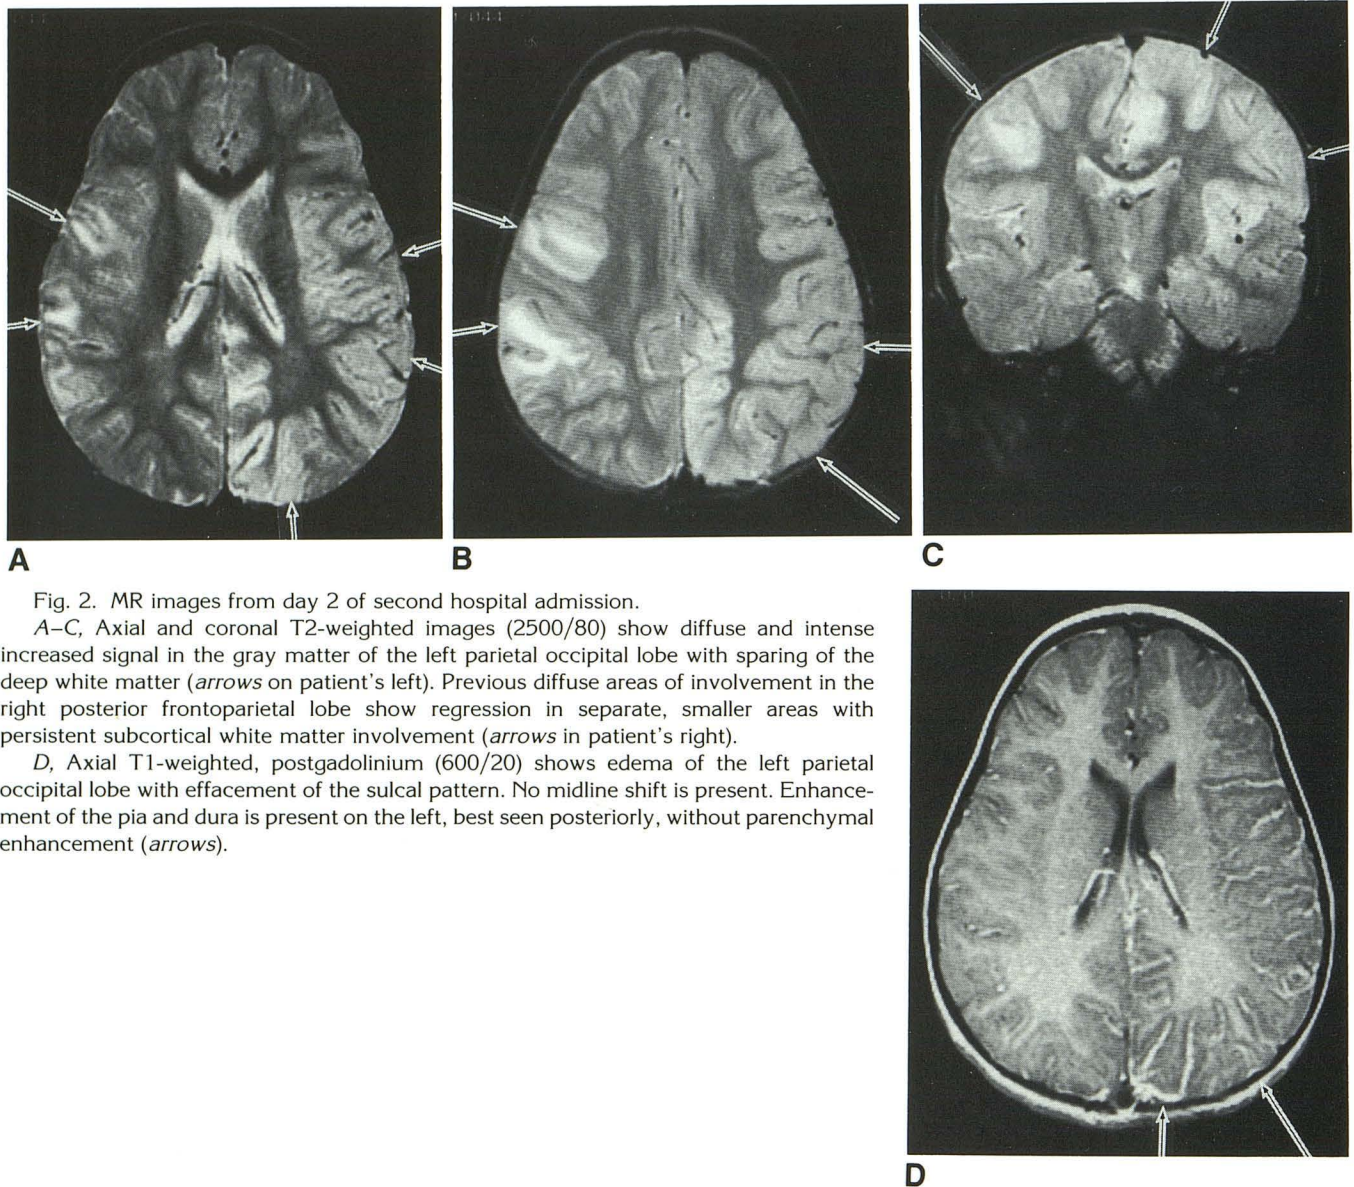 A
B
C
Fig. 2. MR images from day 2 of second hospital admission.
A–C, Axial and coronal T2-weighted images (2500/80) show diffuse and intense
increased signal in the gray matter of the left parietal occipital lobe with sparing of the
deep white matter (arrows on patient's left). Previous diffuse areas of involvement in the
right posterior frontoparietal lobe show regression in separate, smaller areas with
persistent subcortical white matter involvement (arrows in patient's right).
D, Axial T1-weighted, postgadolinium (600/20) shows edema of the left parietal
occipital lobe with effacement of the sulcal pattern. No midline shift is present. Enhance-
ment of the pia and dura is present on the left, best seen posteriorly, without parenchymal
enhancement (arrows).
D